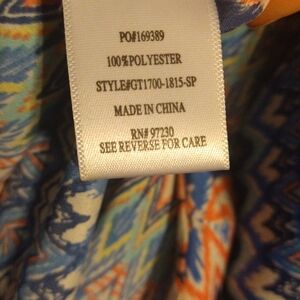 PO#169389
100%POLYESTER
STYLE#GT1700-1815-SP
MADE IN CHINA
RN# 97230
SEE REVERSE FOR CARE